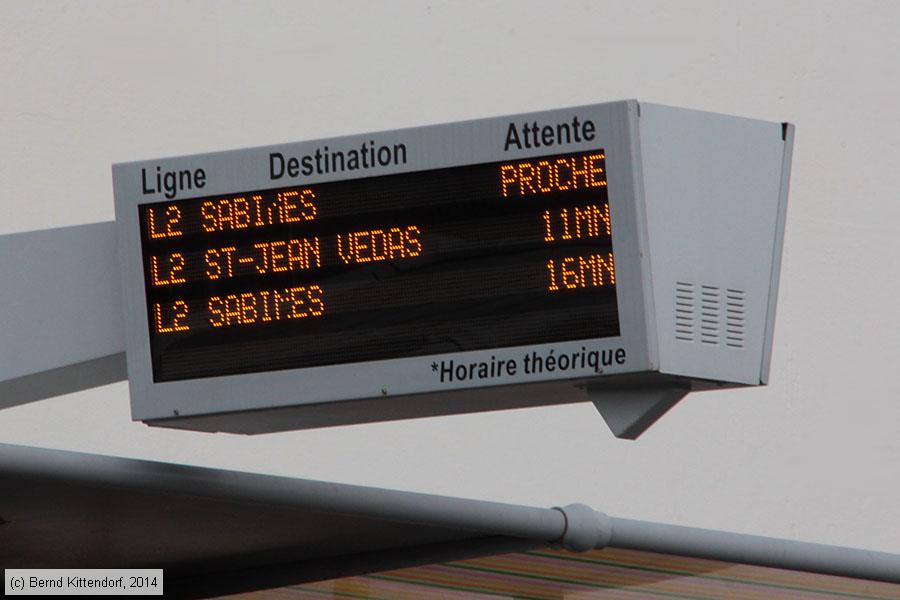 Ligne Destination Attente
L2 SABINES PROCHE
L2 ST-JEAN VEDAS 11MN
L2 SABINES 16MN
*Horaire théorique
(c) Bernd Kittendorf, 2014